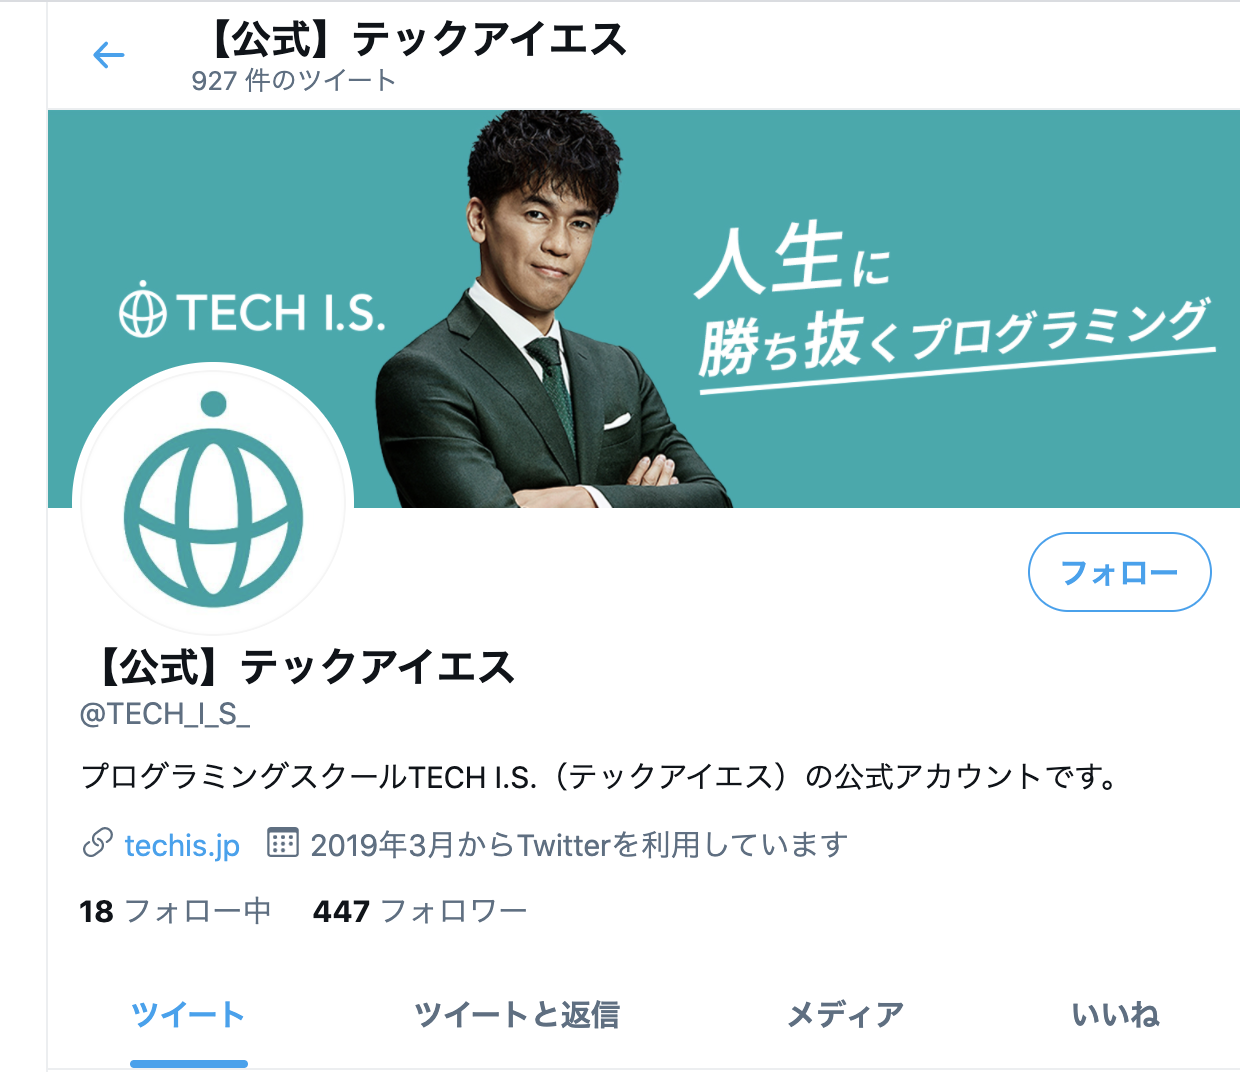 【公式】テックアイエス
927 件のツイート
TECH I.S.
人生に
勝ち抜くプログラミング
フォロー
【公式】テックアイエス
@TECH_I_S_
プログラミングスクールTECH I.S.（テックアイエス）の公式アカウントです。
techis.jp 2019年3月からTwitterを利用しています
18 フォロー中 447 フォロワー
ツイート ツイートと返信 メディア いいね